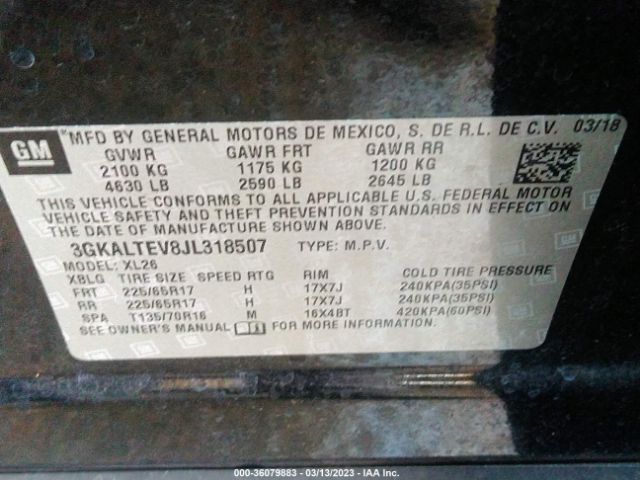 GM
*MFD BY GENERAL MOTORS DE MEXICO, S. DE R.L. DE C.V. 03/18
GVWR GAWR FRT GAWR RR
2100 KG 1175 KG 1200 KG
4630 LB 2590 LB 2645 LB
THIS VEHICLE CONFORMS TO ALL APPLICABLE U.S. FEDERAL MOTOR
VEHICLE SAFETY AND THEFT PREVENTION STANDARDS IN EFFECT ON
THE DATE OF MANUFACTURE SHOWN ABOVE.
3GKALTEV8JL318507 TYPE: M.P.V.
MODEL: XL26
XBLG TIRE SIZE SPEED RTG RIM COLD TIRE PRESSURE
FRT 225/65R17 H 17X7J 240KPA(35PSI)
RR 225/65R17 H 17X7J 240KPA(35PSI)
SPA T135/70R16 M 16X4BT 420KPA(60PSI)
SEE OWNER'S MANUAL FOR MORE INFORMATION.
000-36079883 — 03/13/2023 — IAA Inc.